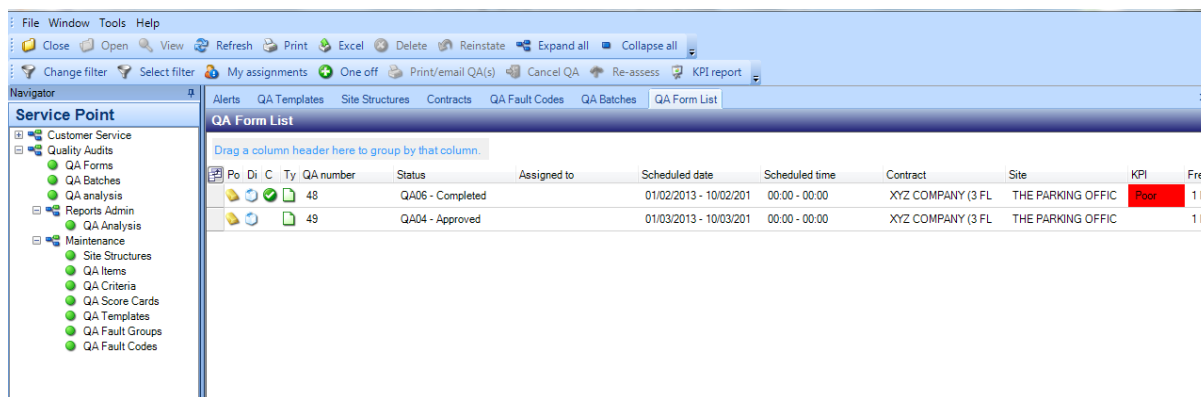 File Window Tools Help
Close Open View Refresh Print Excel Delete Reinstate Expand all Collapse all
Change filter Select filter My assignments One off Print/email QA(s) Cancel QA Re-assess KPI report
Navigator
Alerts QA Templates Site Structures Contracts QA Fault Codes QA Batches QA Form List
Service Point
QA Form List
Customer Service
Quality Audits
QA Forms
QA Batches
QA analysis
Reports Admin
QA Analysis
Maintenance
Site Structures
QA Items
QA Criteria
QA Score Cards
QA Templates
QA Fault Groups
QA Fault Codes
Drag a column header here to group by that column.
Po Di C Ty QA number Status Assigned to Scheduled date Scheduled time Contract Site KPI Fre
48 QA06 - Completed 01/02/2013 - 10/02/201 00:00 - 00:00 XYZ COMPANY (3 FL THE PARKING OFFIC Poor 1
49 QA04 - Approved 01/03/2013 - 10/03/201 00:00 - 00:00 XYZ COMPANY (3 FL THE PARKING OFFIC 1